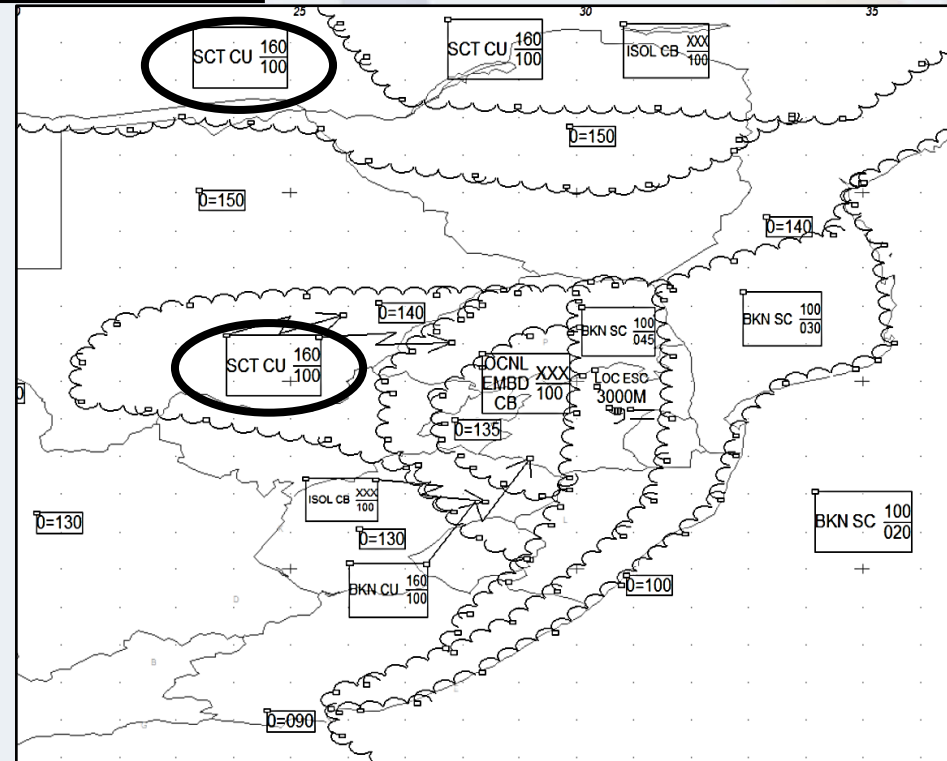 25
30
35
SCT CU 160
100
SCT CU 160
100
ISOL CB XXX
100
0=150
0=150
0=140
0=140
BKN SC 100
045
BKN SC 100
030
SCT CU 160
100
OCNL
EMBD XXX
CB 100
LOC ESC
3000M
0=135
ISOL CB XXX
100
0=130
0=130
BKN SC 100
020
BKN CU 160
100
0=100
0=090